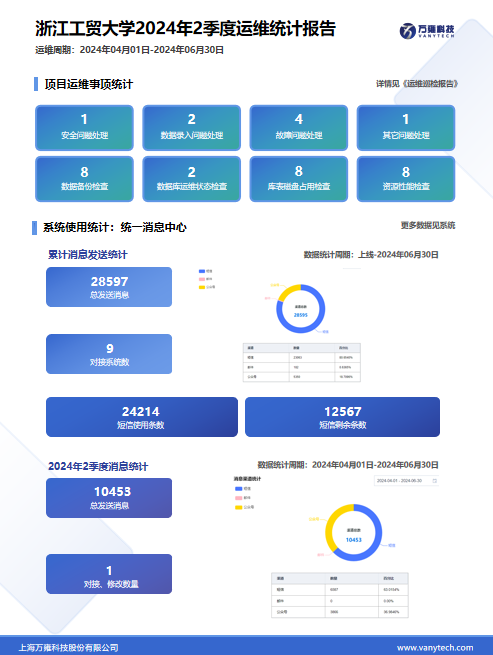 浙江工贸大学2024年2季度运维统计报告
万雍科技
VANYTECH
运维周期：2024年04月01日-2024年06月30日
项目运维事项统计
详情见《运维巡检报告》
1
安全问题处理
2
数据录入问题处理
4
故障问题处理
1
其它问题处理
8
数据备份检查
2
数据库运维状态检查
8
库表磁盘占用检查
8
资源性能检查
系统使用统计：统一消息中心
更多数据见系统
累计消息发送统计
数据统计周期：上线-2024年06月30日
28597
总发送消息
28595
9
对接系统数
24214
短信使用条数
12567
短信剩余条数
2024年2季度消息统计
数据统计周期：2024年04月01日-2024年06月30日
消息渠道统计
2024-04-01 - 2024-06-30
10453
总发送消息
10453
1
对接、修改数量
上海万雍科技股份有限公司
www.vanytech.com